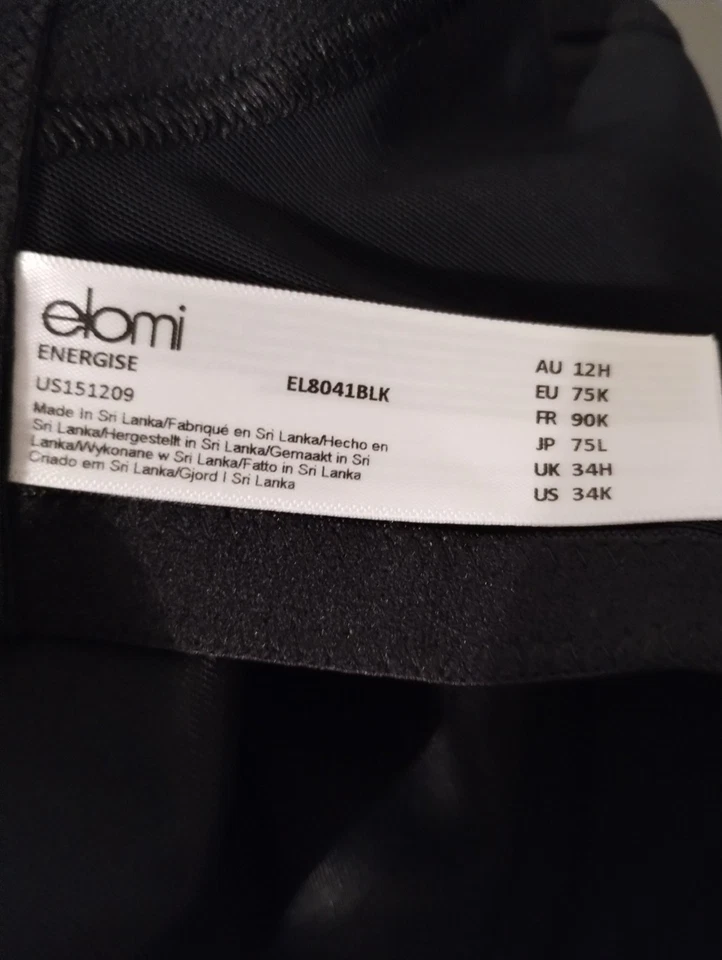 elomi
ENERGISE
US151209
EL8041BLK
Made in Sri Lanka/Fabriqué en Sri Lanka/Hecho en
Sri Lanka/Hergestellt in Sri Lanka/Gemaakt in Sri
Lanka/Wykonane w Sri Lanka/Fatto in Sri Lanka
Criado em Sri Lanka/Gjord I Sri Lanka
AU 12H
EU 75K
FR 90K
JP 75L
UK 34H
US 34K